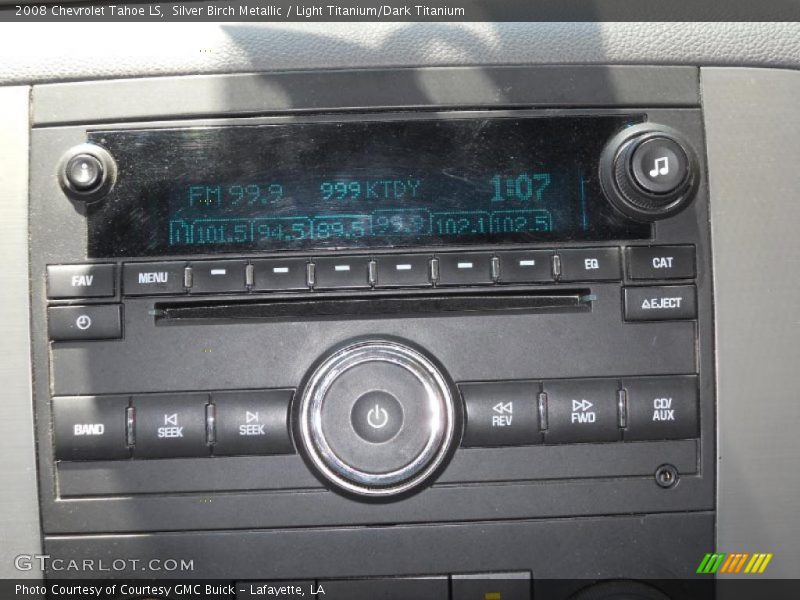 2008 Chevrolet Tahoe LS, Silver Birch Metallic / Light Titanium/Dark Titanium
FM 99.9 999 KTDY 1:07
101.5 94.5 89.5 99.9 102.1 102.5
FAV MENU EQ CAT
EJECT
BAND SEEK SEEK REV FWD CD/AUX
GTCARLOT.COM
Photo Courtesy of Courtesy GMC Buick - Lafayette, LA